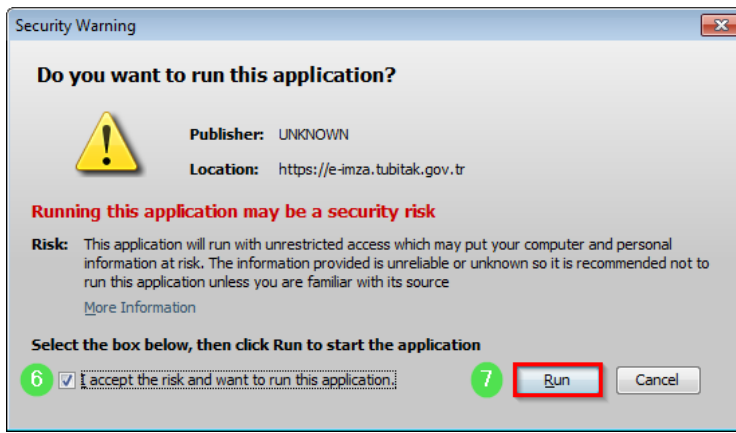 Security Warning
Do you want to run this application?
Publisher: UNKNOWN
Location: https://e-imza.tubitak.gov.tr
Running this application may be a security risk
Risk: This application will run with unrestricted access which may put your computer and personal
information at risk. The information provided is unreliable or unknown so it is recommended not to
run this application unless you are familiar with its source
More Information
Select the box below, then click Run to start the application
6 I accept the risk and want to run this application.
7 Run Cancel